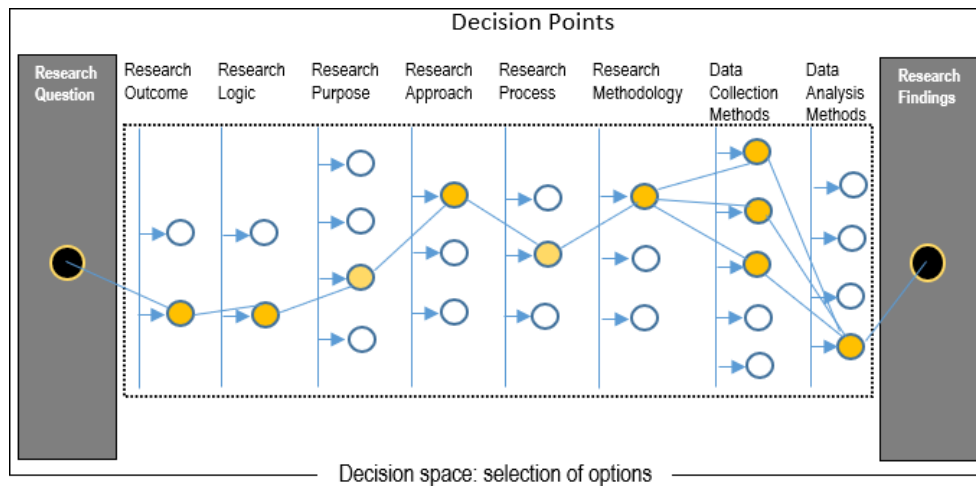 Decision Points
Research
Question
Research
Outcome
Research
Logic
Research
Purpose
Research
Approach
Research
Process
Research
Methodology
Data
Collection
Methods
Data
Analysis
Methods
Research
Findings
Decision space: selection of options